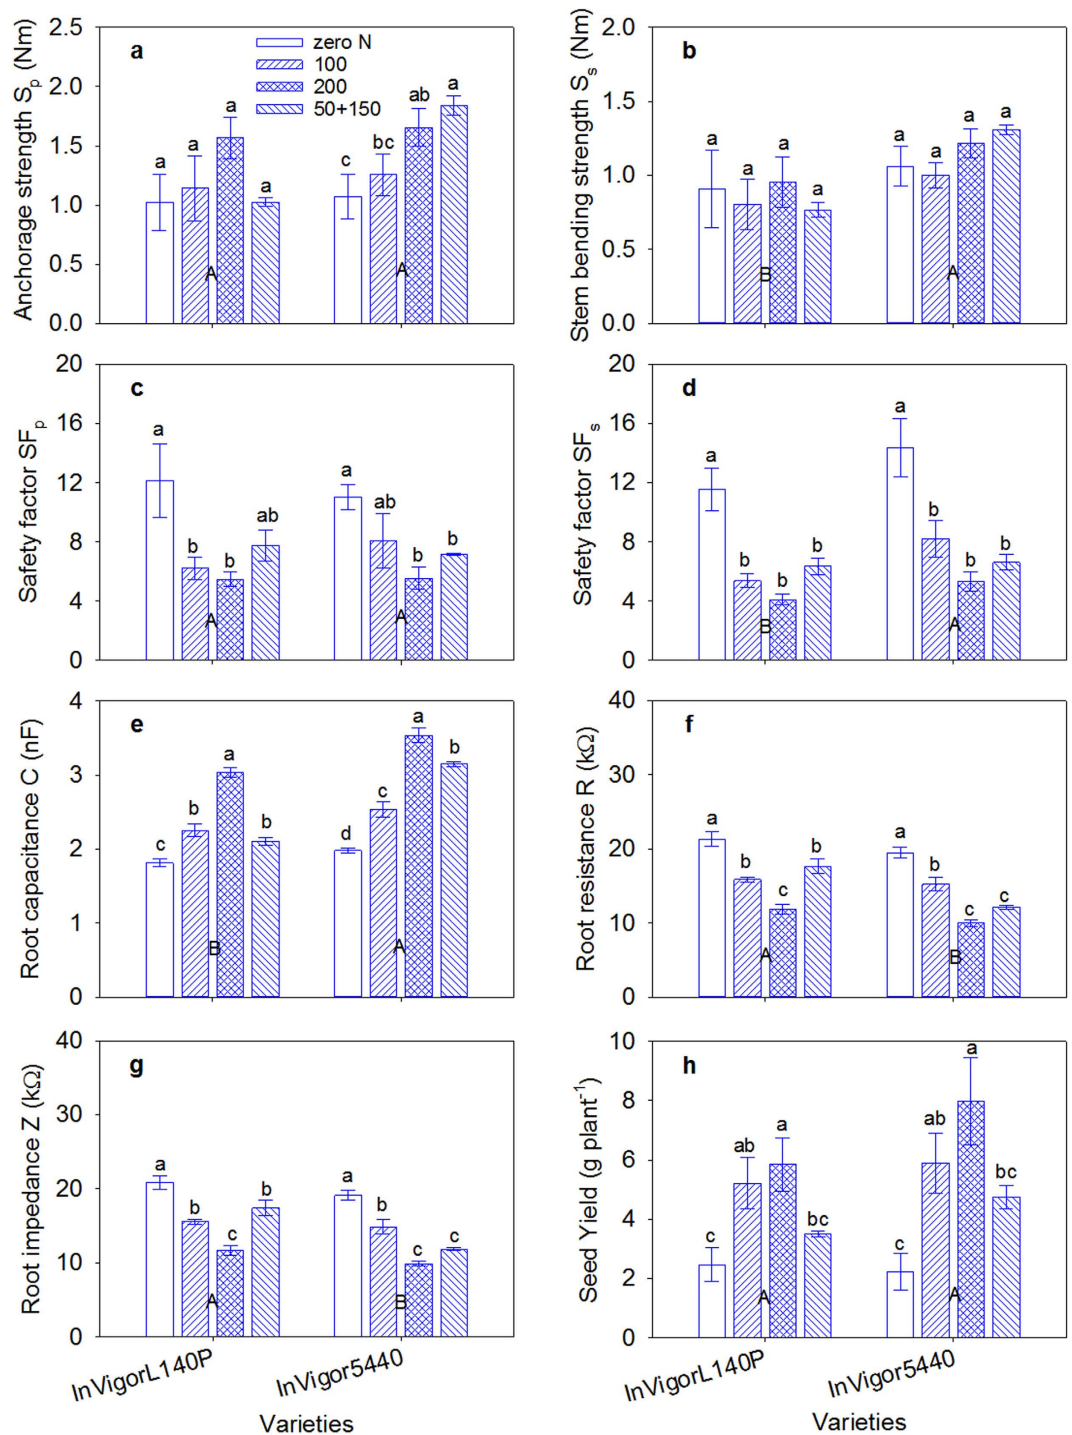 a
zero N
100
200
50+150
Anchorage strength S_p (Nm)
2.5
2.0
1.5
1.0
0.5
0.0
a
a
a
a
A
c
bc
ab
a
A
b
Stem bending strength S_s (Nm)
2.0
1.5
1.0
0.5
0.0
a
a
a
a
B
a
a
a
a
A
c
Safety factor SF_p
20
16
12
8
4
0
a
b
b
ab
A
a
ab
b
b
A
d
Safety factor SF_s
20
16
12
8
4
0
a
b
b
b
B
a
b
b
b
A
e
Root capacitance C (nF)
4
3
2
1
0
c
b
a
b
B
d
c
a
b
A
f
Root resistance R (kΩ)
40
30
20
10
0
a
b
c
b
A
a
b
c
c
B
g
Root impedance Z (kΩ)
40
30
20
10
0
a
b
c
b
A
a
b
c
c
B
InVigorL140P
InVigor5440
Varieties
h
Seed Yield (g plant⁻¹)
10
8
6
4
2
0
c
ab
a
bc
A
c
ab
a
bc
A
InVigorL140P
InVigor5440
Varieties